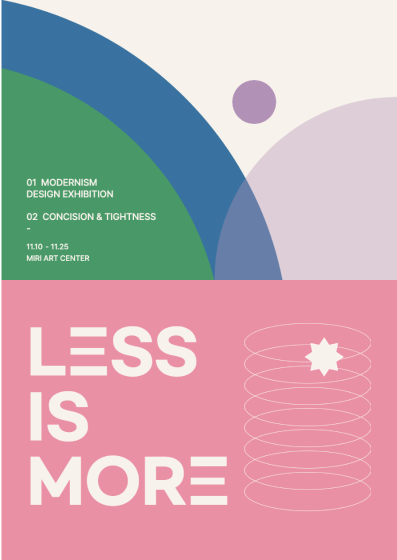 01 MODERNISM
DESIGN EXHIBITION
02 CONCISION & TIGHTNESS
-
11.10 - 11.25
MIRI ART CENTER
LESS
IS
MORE